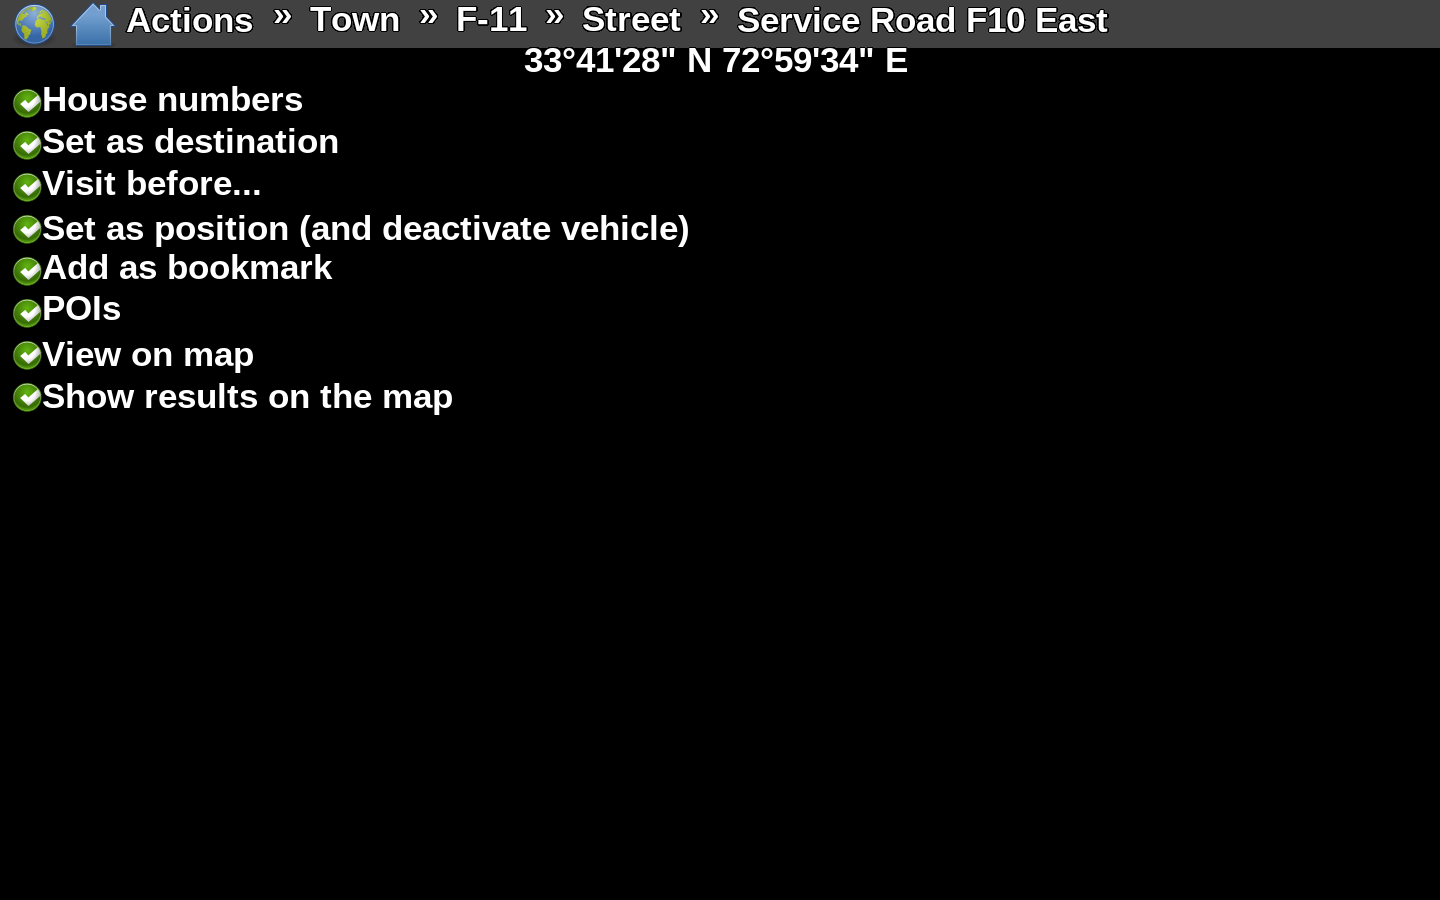 Actions » Town » F-11 » Street » Service Road F10 East
33°41'28" N 72°59'34" E
House numbers
Set as destination
Visit before...
Set as position (and deactivate vehicle)
Add as bookmark
POIs
View on map
Show results on the map